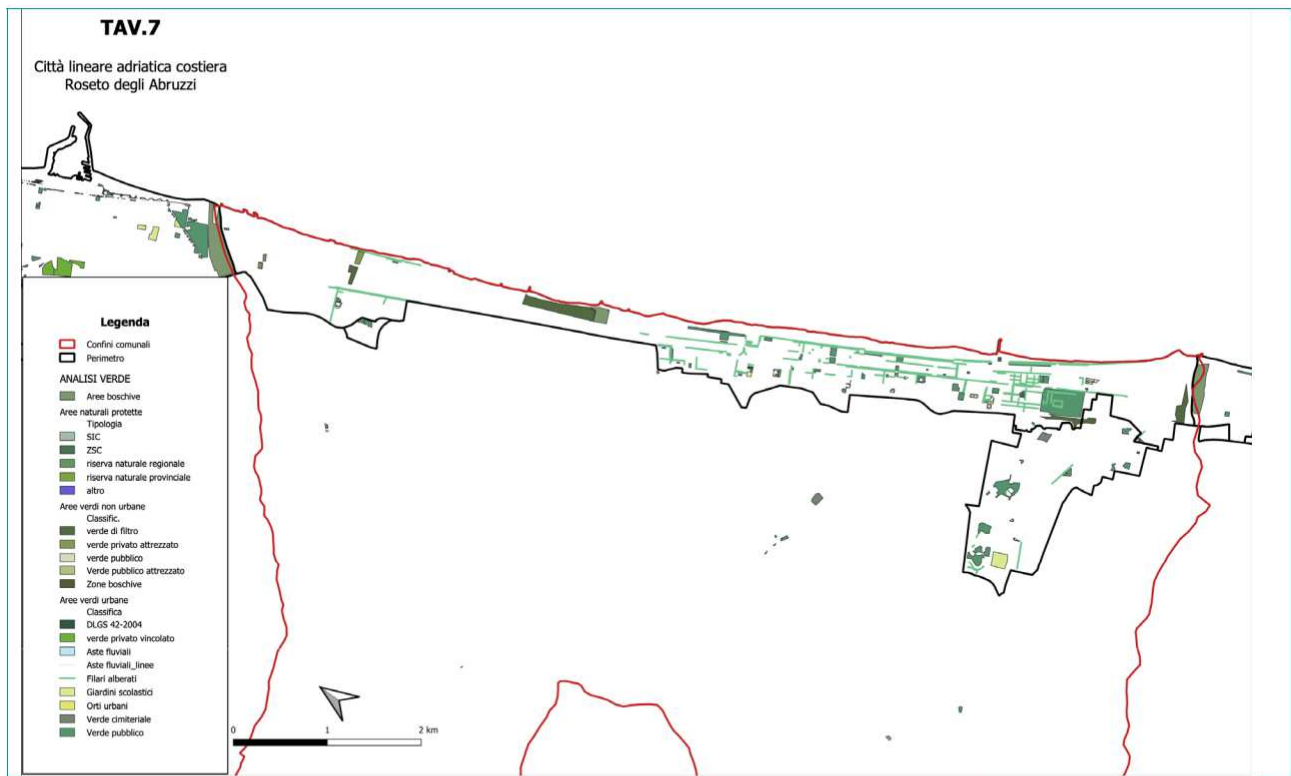 TAV.7
Città lineare adriatica costiera
Roseto degli Abruzzi
Legenda
Confini comunali
Perimetro
ANALISI VERDE
Aree boschive
Aree naturali protette
Tipologia
SIC
ZSC
riserva naturale regionale
riserva naturale provinciale
altro
Aree verdi non urbane
Classific.
verde di filtro
verde privato attrezzato
verde pubblico
Verde pubblico attrezzato
Zone boschive
Aree verdi urbane
Classifica
DLGS 42-2004
verde privato vincolato
Aste fluviali
Aste fluviali_linee
Filari alberati
Giardini scolastici
Orti urbani
Verde cimiteriale
Verde pubblico
0 1 2 km